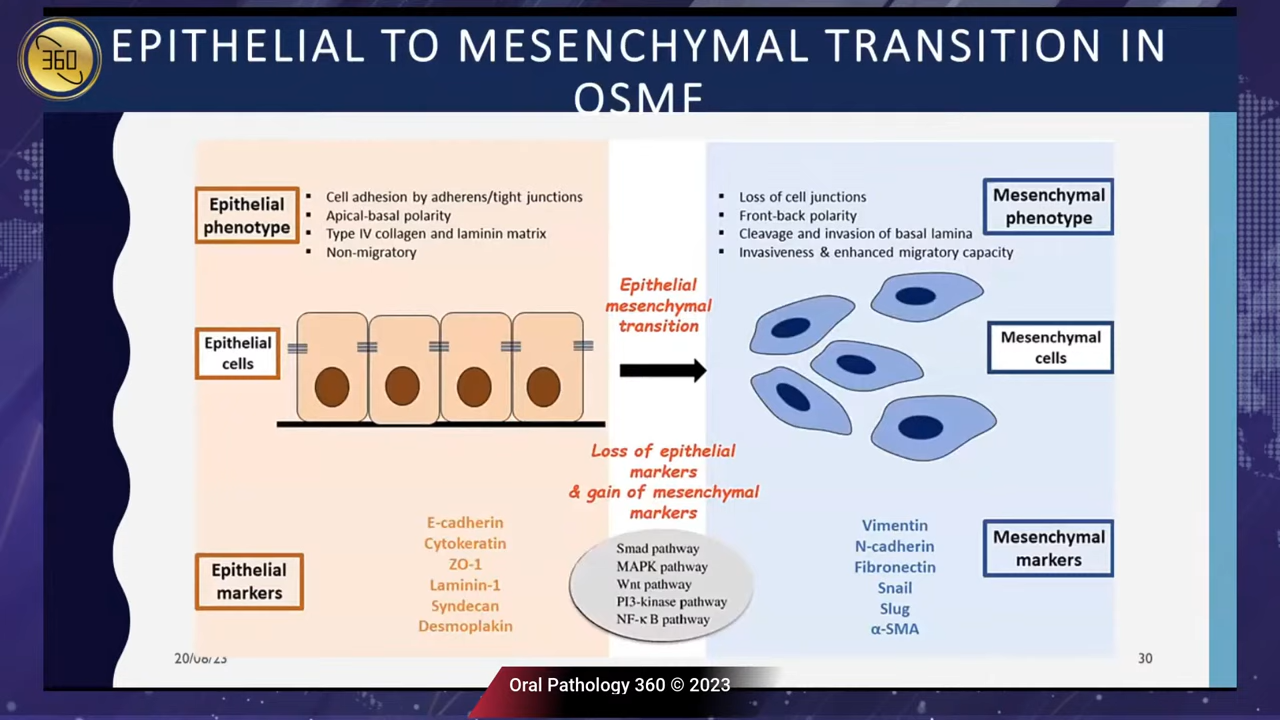 360
EPITHELIAL TO MESENCHYMAL TRANSITION IN
OSMF
Epithelial
phenotype
▪ Cell adhesion by adherens/tight junctions
▪ Apical-basal polarity
▪ Type IV collagen and laminin matrix
▪ Non-migratory
▪ Loss of cell junctions
▪ Front-back polarity
▪ Cleavage and invasion of basal lamina
▪ Invasiveness & enhanced migratory capacity
Mesenchymal
phenotype
Epithelial
mesenchymal
transition
Epithelial
cells
Mesenchymal
cells
Loss of epithelial
markers
& gain of mesenchymal
markers
Epithelial
markers
E-cadherin
Cytokeratin
ZO-1
Laminin-1
Syndecan
Desmoplakin
Smad pathway
MAPK pathway
Wnt pathway
PI3-kinase pathway
NF-κ B pathway
Vimentin
N-cadherin
Fibronectin
Snail
Slug
α-SMA
Mesenchymal
markers
20/08/23
30
Oral Pathology 360 © 2023